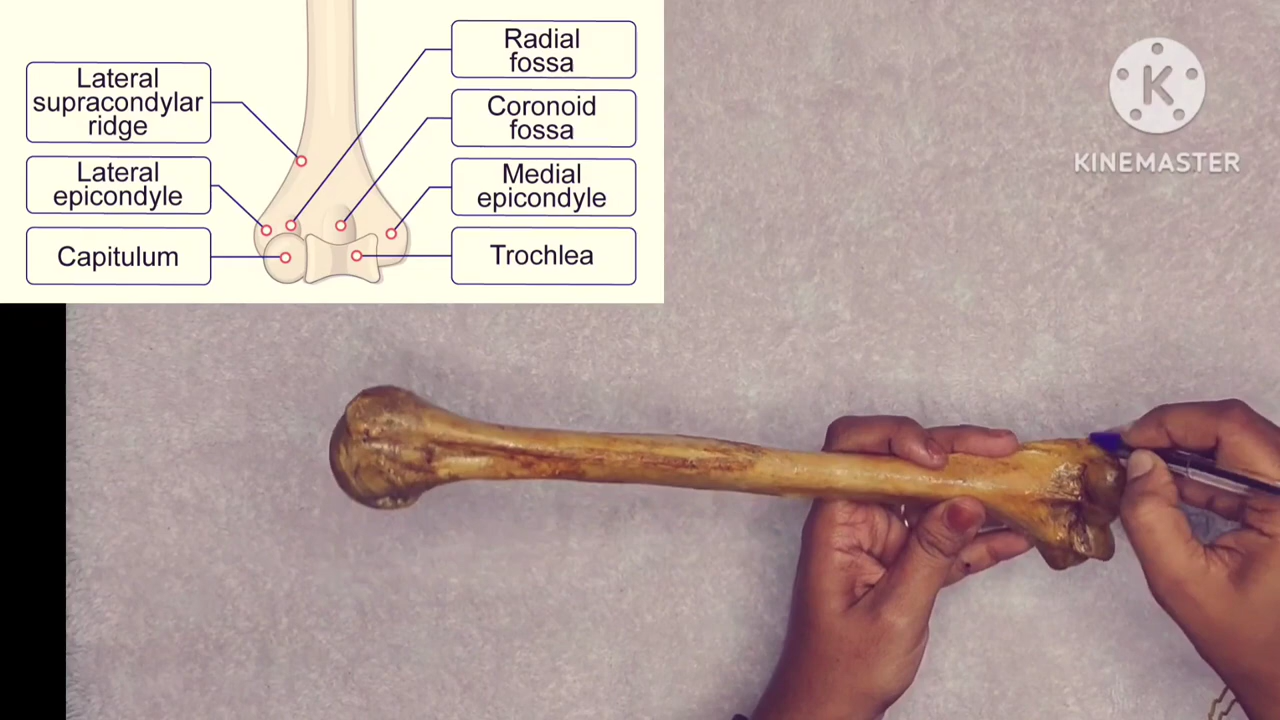 Lateral
supracondylar
ridge
Lateral
epicondyle
Capitulum
Radial
fossa
Coronoid
fossa
Medial
epicondyle
Trochlea
K
KINEMASTER